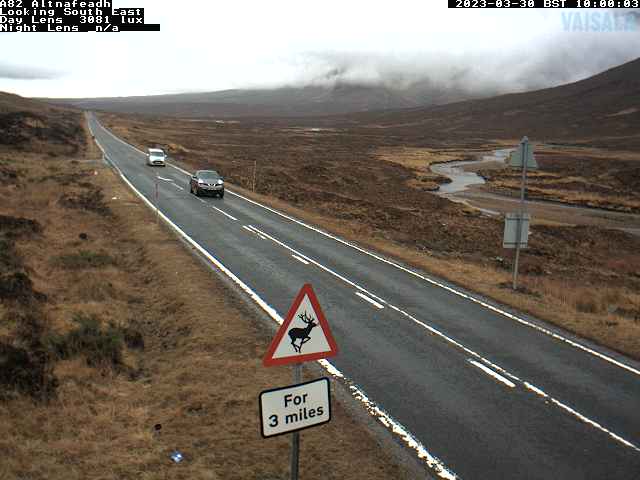 A82 Altnafeadh
Looking South East
Day Lens 3081 lux
Night Lens n/a
2023-03-30 BST 10:00:03
VAISALA
For
3 miles